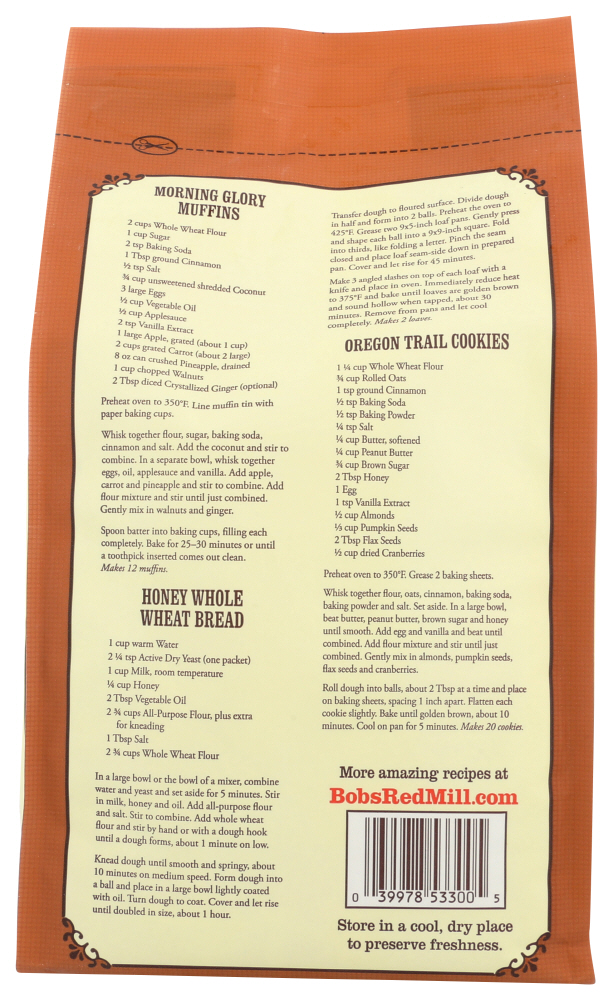 MORNING GLORY
MUFFINS
2 cups Whole Wheat Flour
1 cup Sugar
2 tsp Baking Soda
1 Tbsp ground Cinnamon
½ tsp Salt
¾ cup unsweetened shredded Coconut
3 large Eggs
½ cup Vegetable Oil
½ cup Applesauce
2 tsp Vanilla Extract
1 large Apple, grated (about 1 cup)
2 cups grated Carrot (about 2 large)
8 oz can crushed Pineapple, drained
1 cup chopped Walnuts
2 Tbsp diced Crystallized Ginger (optional)
Preheat oven to 350°F. Line muffin tin with
paper baking cups.
Whisk together flour, sugar, baking soda,
cinnamon and salt. Add the coconut and stir to
combine. In a separate bowl, whisk together
eggs, oil, applesauce and vanilla. Add apple,
carrot and pineapple and stir to combine. Add
flour mixture and stir until just combined.
Gently mix in walnuts and ginger.
Spoon batter into baking cups, filling each
completely. Bake for 25–30 minutes or until
a toothpick inserted comes out clean.
Makes 12 muffins.
HONEY WHOLE
WHEAT BREAD
1 cup warm Water
2 ¼ tsp Active Dry Yeast (one packet)
1 cup Milk, room temperature
¼ cup Honey
2 Tbsp Vegetable Oil
2 ¾ cups All-Purpose Flour, plus extra
for kneading
1 Tbsp Salt
2 ¾ cups Whole Wheat Flour
In a large bowl or the bowl of a mixer, combine
water and yeast and set aside for 5 minutes. Stir
in milk, honey and oil. Add all-purpose flour
and salt. Stir to combine. Add whole wheat
flour and stir by hand or with a dough hook
until a dough forms, about 1 minute on low.
Knead dough until smooth and springy, about
10 minutes on medium speed. Form dough into
a ball and place in a large bowl lightly coated
with oil. Turn dough to coat. Cover and let rise
until doubled in size, about 1 hour.
Transfer dough to floured surface. Divide dough
in half and form into 2 balls. Preheat the oven to
425°F. Grease two 9x5-inch loaf pans. Gently press
and shape each ball into a 9x9-inch square. Fold
into thirds, like folding a letter. Pinch the seam
closed and place loaf seam-side down in prepared
pan. Cover and let rise for 45 minutes.
Make 3 angled slashes on top of each loaf with a
knife and place in oven. Immediately reduce heat
to 375°F and bake until loaves are golden brown
and sound hollow when tapped, about 30
minutes. Remove from pans and let cool
completely. Makes 2 loaves.
OREGON TRAIL COOKIES
1 ¼ cup Whole Wheat Flour
¾ cup Rolled Oats
1 tsp ground Cinnamon
½ tsp Baking Soda
½ tsp Baking Powder
¼ tsp Salt
¼ cup Butter, softened
¼ cup Peanut Butter
¾ cup Brown Sugar
2 Tbsp Honey
1 Egg
1 tsp Vanilla Extract
½ cup Almonds
⅓ cup Pumpkin Seeds
2 Tbsp Flax Seeds
½ cup dried Cranberries
Preheat oven to 350°F. Grease 2 baking sheets.
Whisk together flour, oats, cinnamon, baking soda,
baking powder and salt. Set aside. In a large bowl,
beat butter, peanut butter, brown sugar and honey
until smooth. Add egg and vanilla and beat until
combined. Add flour mixture and stir until just
combined. Gently mix in almonds, pumpkin seeds,
flax seeds and cranberries.
Roll dough into balls, about 2 Tbsp at a time and place
on baking sheets, spacing 1 inch apart. Flatten each
cookie slightly. Bake until golden brown, about 10
minutes. Cool on pan for 5 minutes. Makes 20 cookies.
More amazing recipes at
BobsRedMill.com
0 39978 53300 5
Store in a cool, dry place
to preserve freshness.